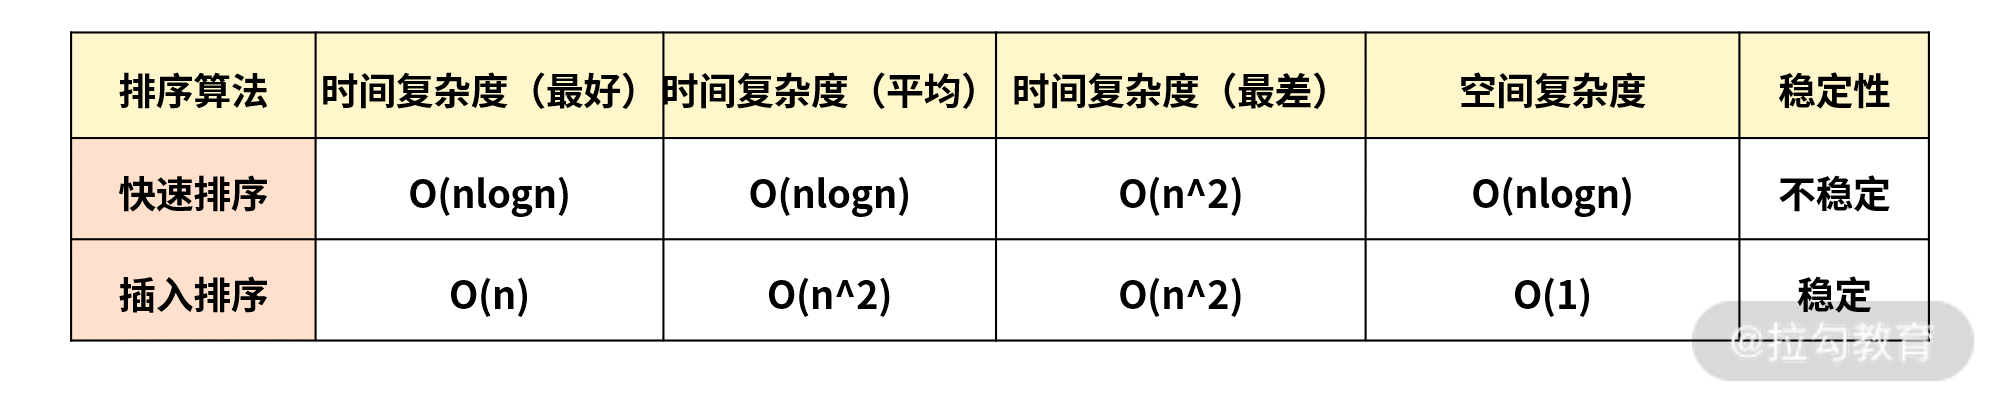 排序算法 时间复杂度（最好） 时间复杂度（平均） 时间复杂度（最差） 空间复杂度 稳定性
快速排序 O(nlogn) O(nlogn) O(n^2) O(nlogn) 不稳定
插入排序 O(n) O(n^2) O(n^2) O(1) 稳定
@拉勾教育